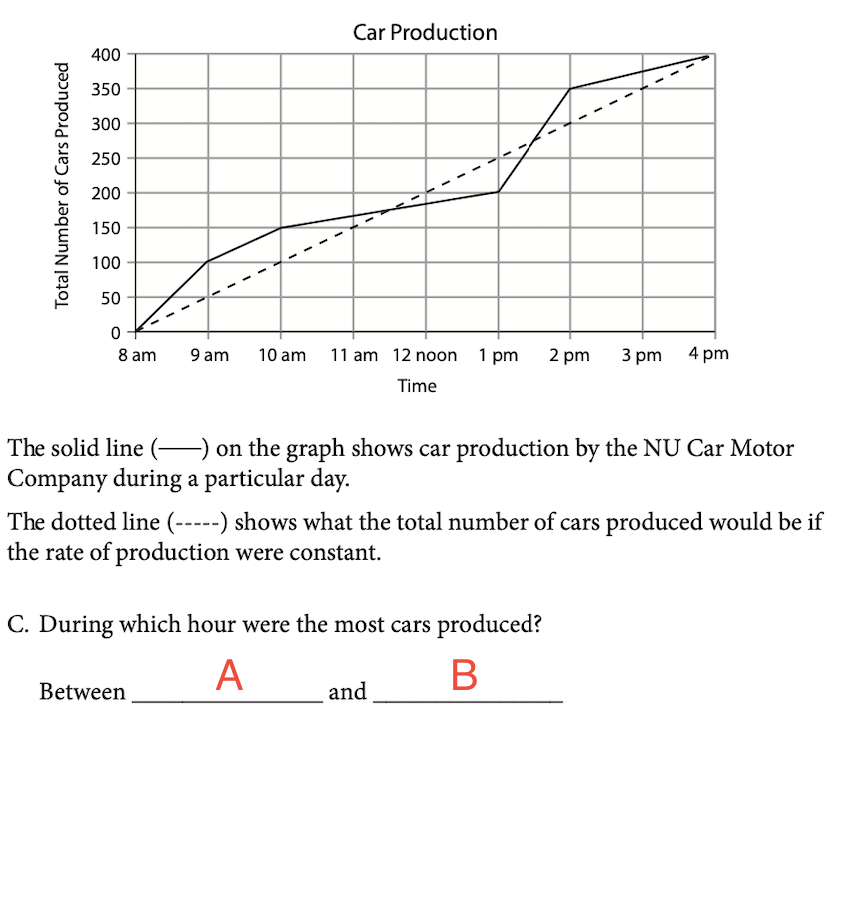 Car Production
Total Number of Cars Produced
400
350
300
250
200
150
100
50
0
8 am 9 am 10 am 11 am 12 noon 1 pm 2 pm 3 pm 4 pm
Time
The solid line (——) on the graph shows car production by the NU Car Motor
Company during a particular day.
The dotted line (-----) shows what the total number of cars produced would be if
the rate of production were constant.
C. During which hour were the most cars produced?
A B
Between ________________ and ________________